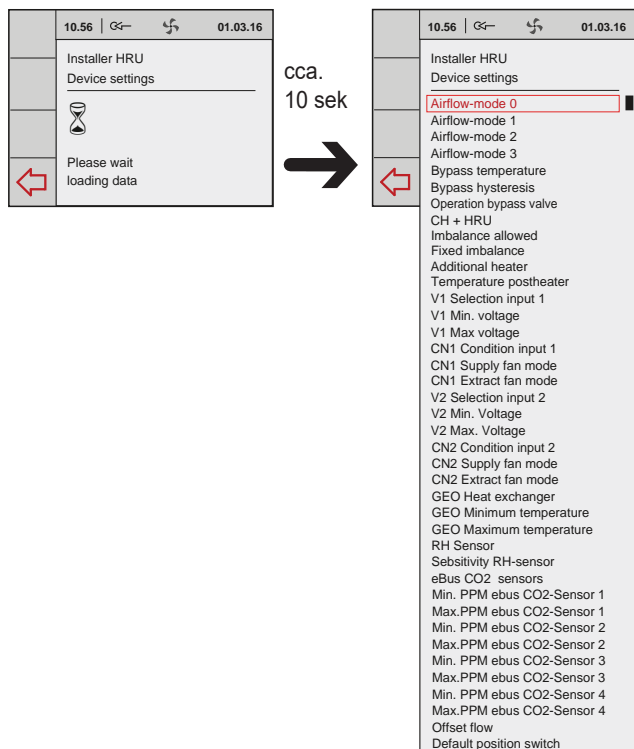 10.56 01.03.16
Installer HRU
Device settings
Please wait
loading data
cca.
10 sek
10.56 01.03.16
Installer HRU
Device settings
Airflow-mode 0
Airflow-mode 1
Airflow-mode 2
Airflow-mode 3
Bypass temperature
Bypass hysteresis
Operation bypass valve
CH + HRU
Imbalance allowed
Fixed imbalance
Additional heater
Temperature postheater
V1 Selection input 1
V1 Min. voltage
V1 Max voltage
CN1 Condition input 1
CN1 Supply fan mode
CN1 Extract fan mode
V2 Selection input 2
V2 Min. Voltage
V2 Max. Voltage
CN2 Condition input 2
CN2 Supply fan mode
CN2 Extract fan mode
GEO Heat exchanger
GEO Minimum temperature
GEO Maximum temperature
RH Sensor
Sebsitivity RH-sensor
eBus CO2 sensors
Min. PPM ebus CO2-Sensor 1
Max.PPM ebus CO2-Sensor 1
Min. PPM ebus CO2-Sensor 2
Max.PPM ebus CO2-Sensor 2
Min. PPM ebus CO2-Sensor 3
Max.PPM ebus CO2-Sensor 3
Min. PPM ebus CO2-Sensor 4
Max.PPM ebus CO2-Sensor 4
Offset flow
Default position switch